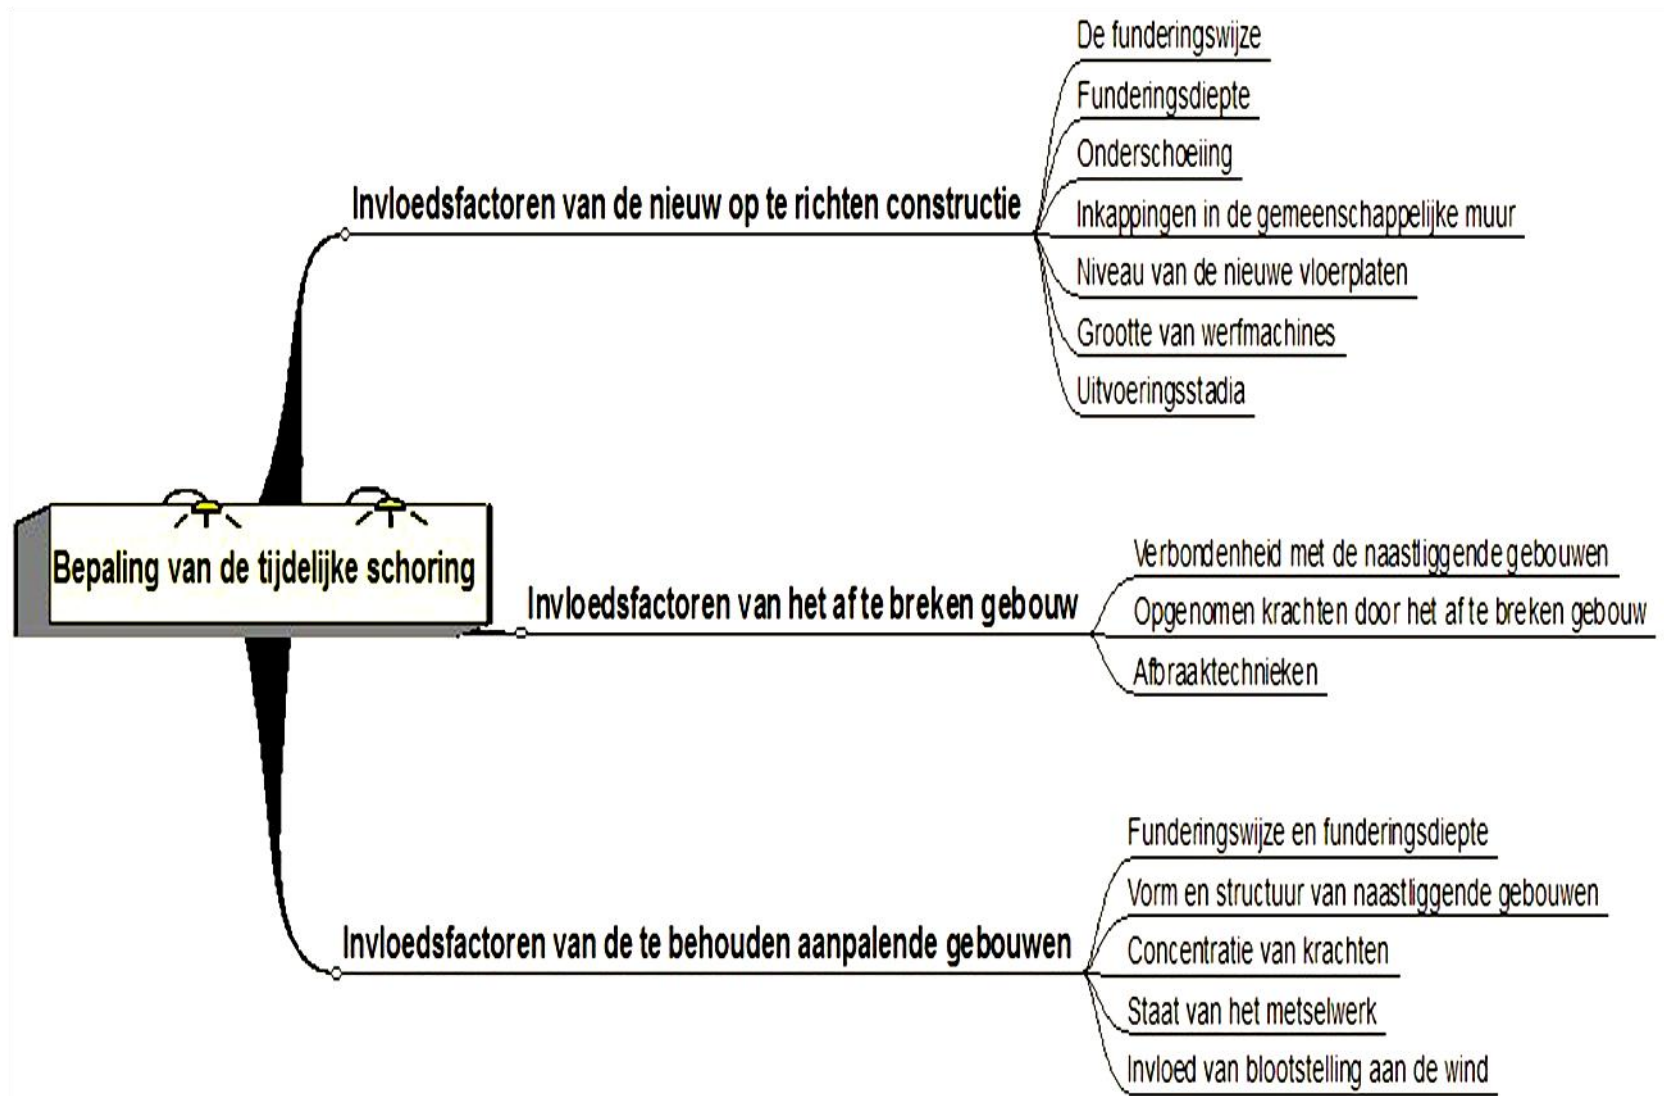 Bepaling van de tijdelijke schoring
Invloedsfactoren van de nieuw op te richten constructie
De funderingswijze
Funderingsdiepte
Onderschoeiing
Inkappingen in de gemeenschappelijke muur
Niveau van de nieuwe vloerplaten
Grootte van werfmachines
Uitvoeringsstadia
Invloedsfactoren van het af te breken gebouw
Verbondenheid met de naastliggende gebouwen
Opgenomen krachten door het af te breken gebouw
Afbraaktechnieken
Invloedsfactoren van de te behouden aanpalende gebouwen
Funderingswijze en funderingsdiepte
Vorm en structuur van naastliggende gebouwen
Concentratie van krachten
Staat van het metselwerk
Invloed van blootstelling aan de wind